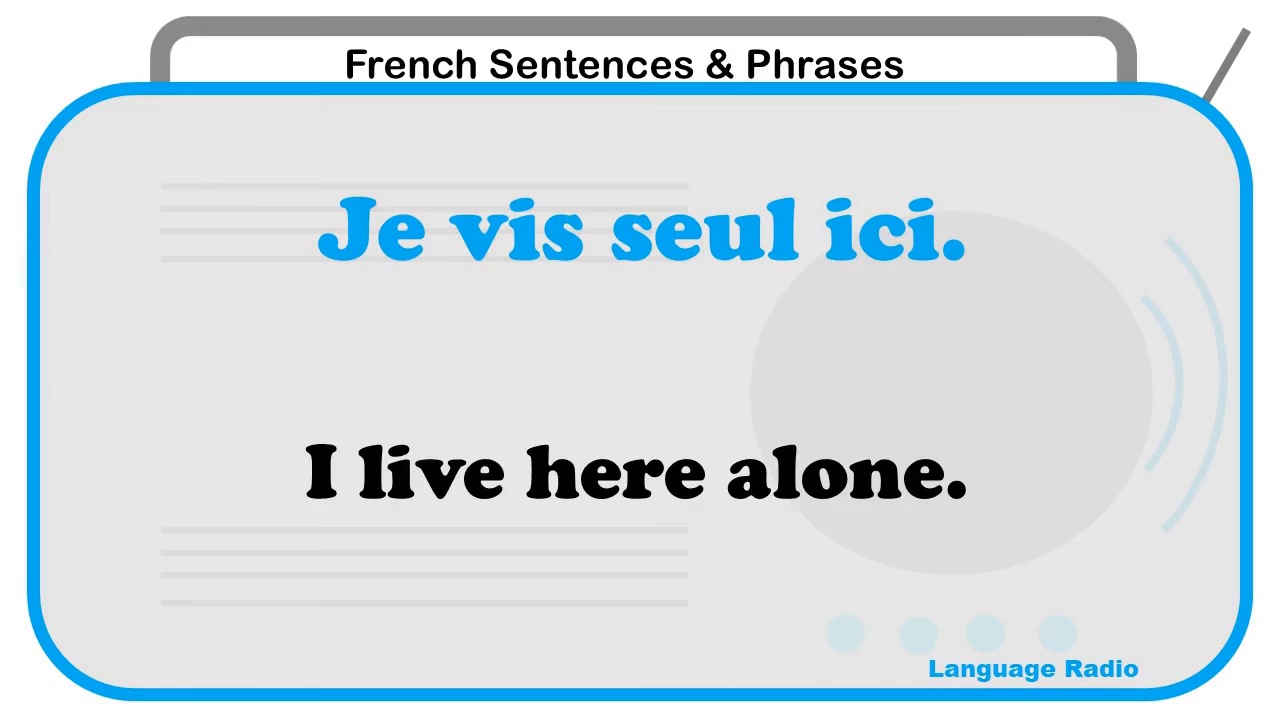 French Sentences & Phrases
Je vis seul ici.
I live here alone.
Language Radio